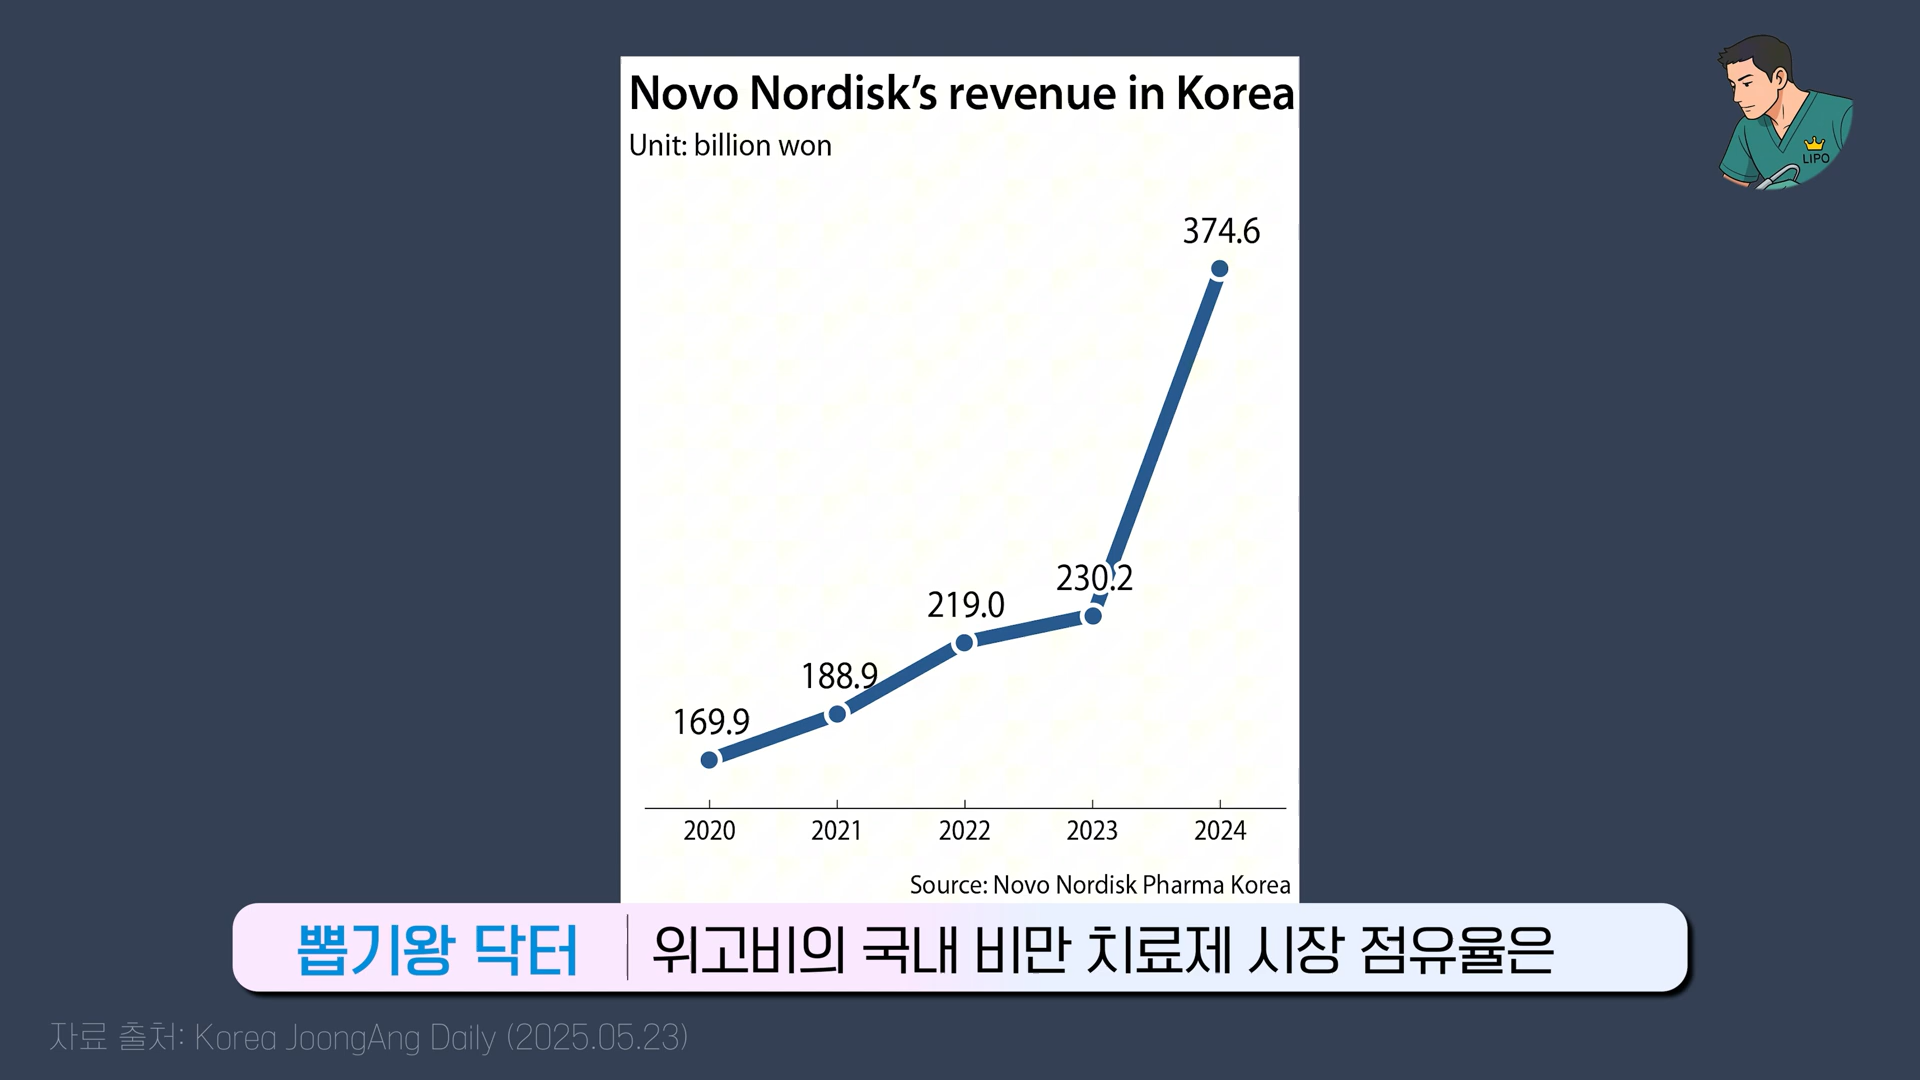 Novo Nordisk's revenue in Korea
Unit: billion won
LIPO
374.6
230.2
219.0
188.9
169.9
2020 2021 2022 2023 2024
Source: Novo Nordisk Pharma Korea
뽑기왕 닥터 위고비의 국내 비만 치료제 시장 점유율은
자료 출처: Korea JoongAng Daily (2025.05.23)